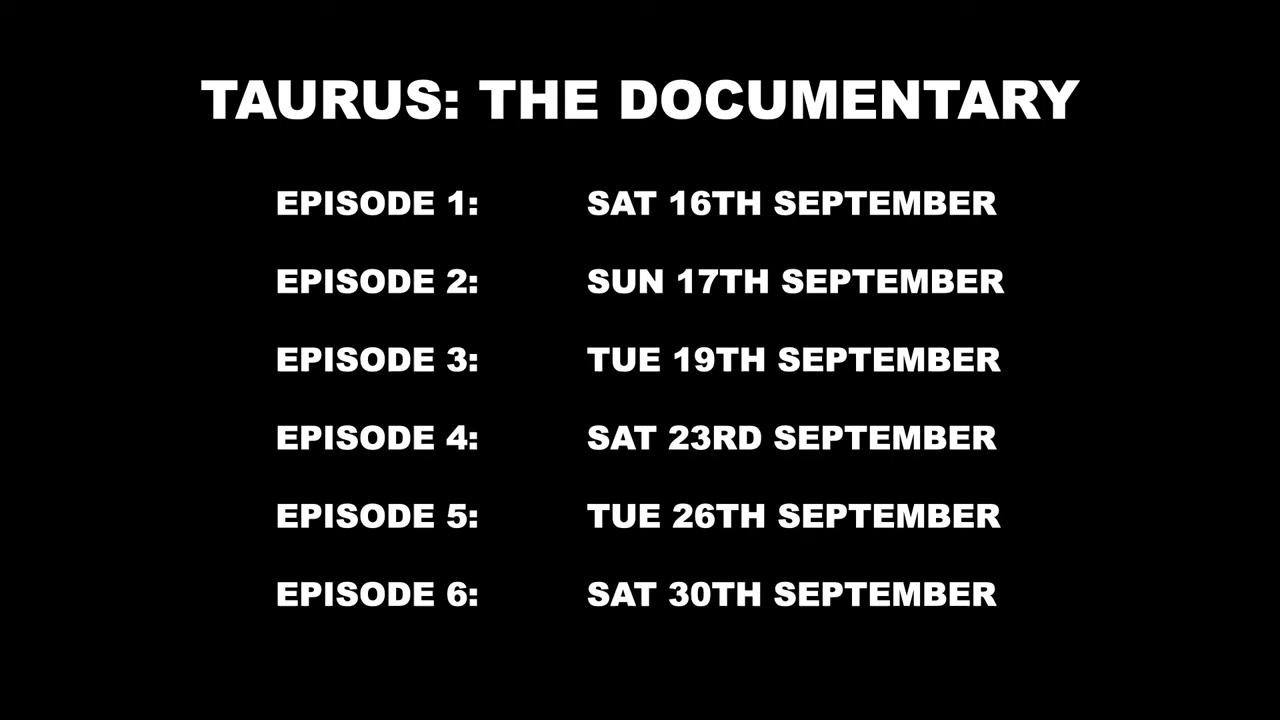 TAURUS: THE DOCUMENTARY
EPISODE 1: SAT 16TH SEPTEMBER
EPISODE 2: SUN 17TH SEPTEMBER
EPISODE 3: TUE 19TH SEPTEMBER
EPISODE 4: SAT 23RD SEPTEMBER
EPISODE 5: TUE 26TH SEPTEMBER
EPISODE 6: SAT 30TH SEPTEMBER